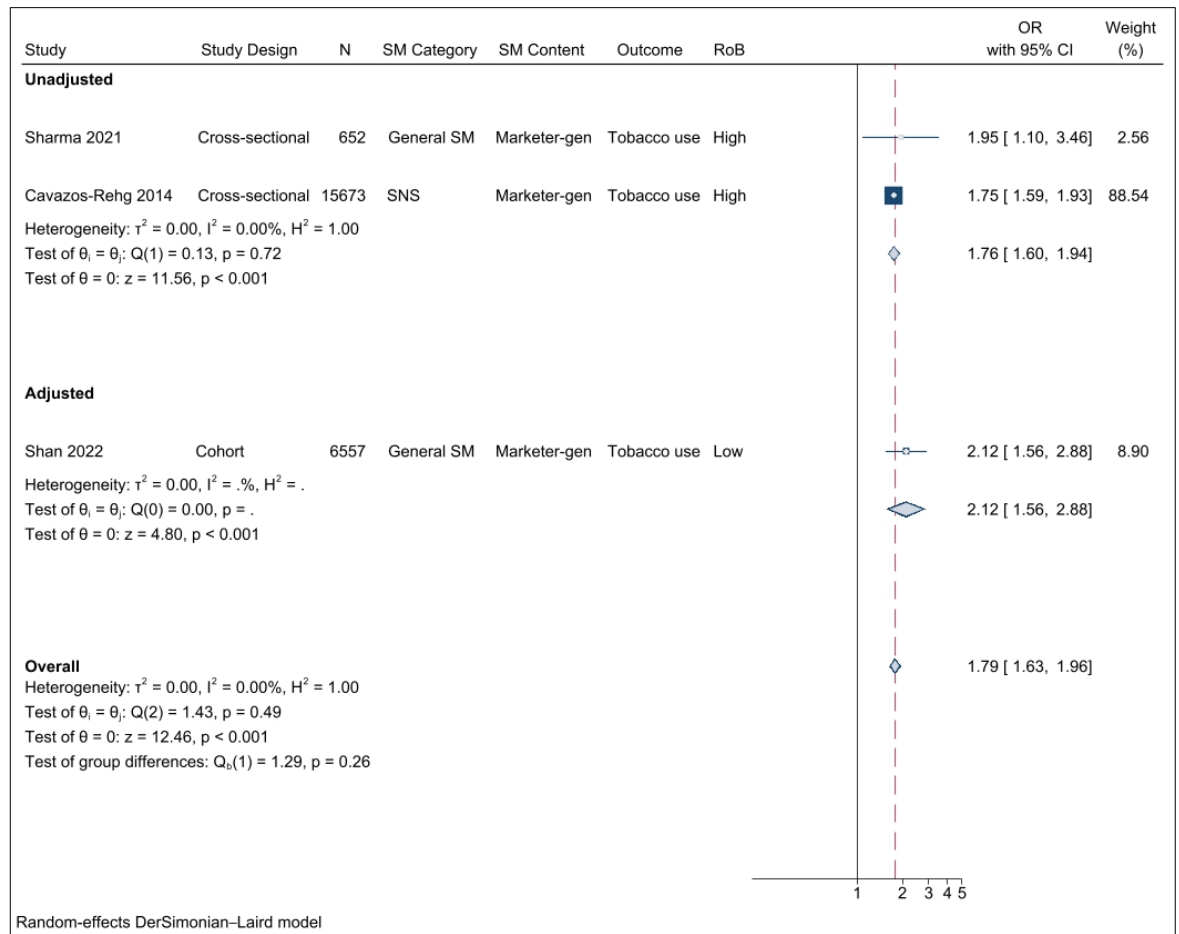 Study Study Design N SM Category SM Content Outcome RoB OR with 95% CI Weight (%)
Unadjusted
Sharma 2021 Cross-sectional 652 General SM Marketer-gen Tobacco use High 1.95 [ 1.10, 3.46] 2.56
Cavazos-Rehg 2014 Cross-sectional 15673 SNS Marketer-gen Tobacco use High 1.75 [ 1.59, 1.93] 88.54
Heterogeneity: τ² = 0.00, I² = 0.00%, H² = 1.00
Test of θᵢ = θⱼ: Q(1) = 0.13, p = 0.72 1.76 [ 1.60, 1.94]
Test of θ = 0: z = 11.56, p < 0.001
Adjusted
Shan 2022 Cohort 6557 General SM Marketer-gen Tobacco use Low 2.12 [ 1.56, 2.88] 8.90
Heterogeneity: τ² = 0.00, I² = .%, H² = .
Test of θᵢ = θⱼ: Q(0) = 0.00, p = . 2.12 [ 1.56, 2.88]
Test of θ = 0: z = 4.80, p < 0.001
Overall 1.79 [ 1.63, 1.96]
Heterogeneity: τ² = 0.00, I² = 0.00%, H² = 1.00
Test of θᵢ = θⱼ: Q(2) = 1.43, p = 0.49
Test of θ = 0: z = 12.46, p < 0.001
Test of group differences: Q_b(1) = 1.29, p = 0.26
1 2 3 4 5
Random-effects DerSimonian–Laird model